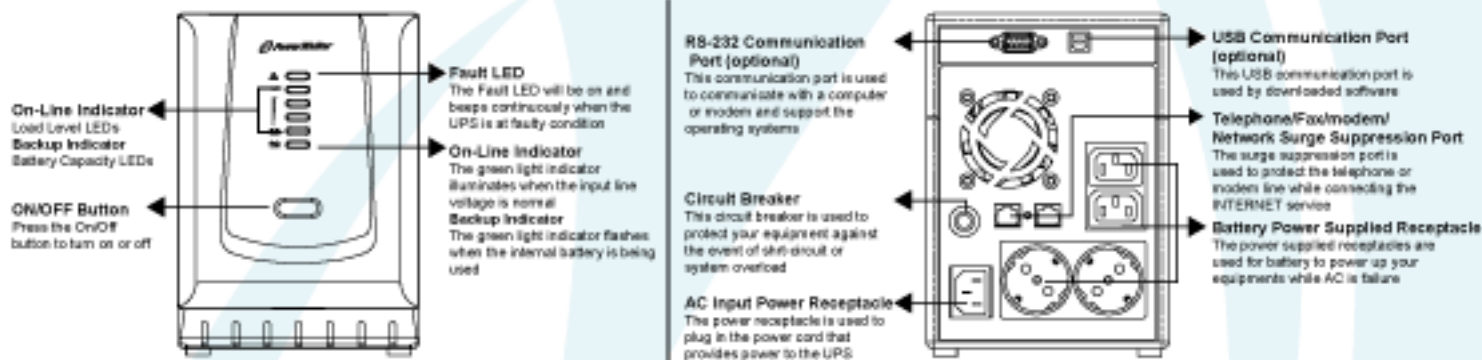 PowerWalker
On-Line Indicator
Load Level LEDs
Backup Indicator
Battery Capacity LEDs
ON/OFF Button
Press the On/Off
button to turn on or off
Fault LED
The Fault LED will be on and
beeps continuously when the
UPS is at faulty condition
On-Line Indicator
The green light indicator
illuminates when the input line
voltage is normal
Backup Indicator
The green light indicator flashes
when the internal battery is being
used
RS-232 Communication
Port (optional)
This communication port is used
to communicate with a computer
or modem and support the
operating systems
Circuit Breaker
This circuit breaker is used to
protect your equipment against
the event of shrt-circuit or
system overload
AC Input Power Receptacle
The power receptacle is used to
plug in the power cord that
provides power to the UPS
USB Communication Port
(optional)
This USB communication port is
used by downloaded software
Telephone/Fax/modem/
Network Surge Suppression Port
The surge suppression port is
used to protect the telephone or
modem line while connecting the
INTERNET service
Battery Power Supplied Receptacle
The power supplied receptacles are
used for battery to power up your
equipments while AC is failure